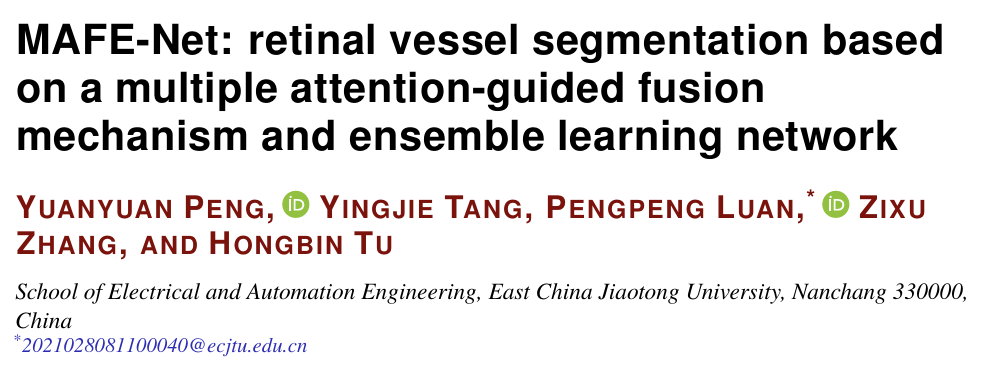 MAFE-Net: retinal vessel segmentation based
on a multiple attention-guided fusion
mechanism and ensemble learning network
YUANYUAN PENG, iD YINGJIE TANG, PENGPENG LUAN,* iD ZIXU
ZHANG, AND HONGBIN TU
School of Electrical and Automation Engineering, East China Jiaotong University, Nanchang 330000,
China
*2021028081100040@ecjtu.edu.cn